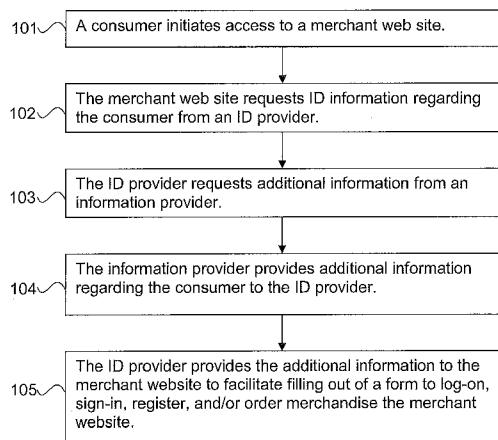 101
A consumer initiates access to a merchant web site.
102
The merchant web site requests ID information regarding
the consumer from an ID provider.
103
The ID provider requests additional information from an
information provider.
104
The information provider provides additional information
regarding the consumer to the ID provider.
105
The ID provider provides the additional information to the
merchant website to facilitate filling out of a form to log-on,
sign-in, register, and/or order merchandise the merchant
website.